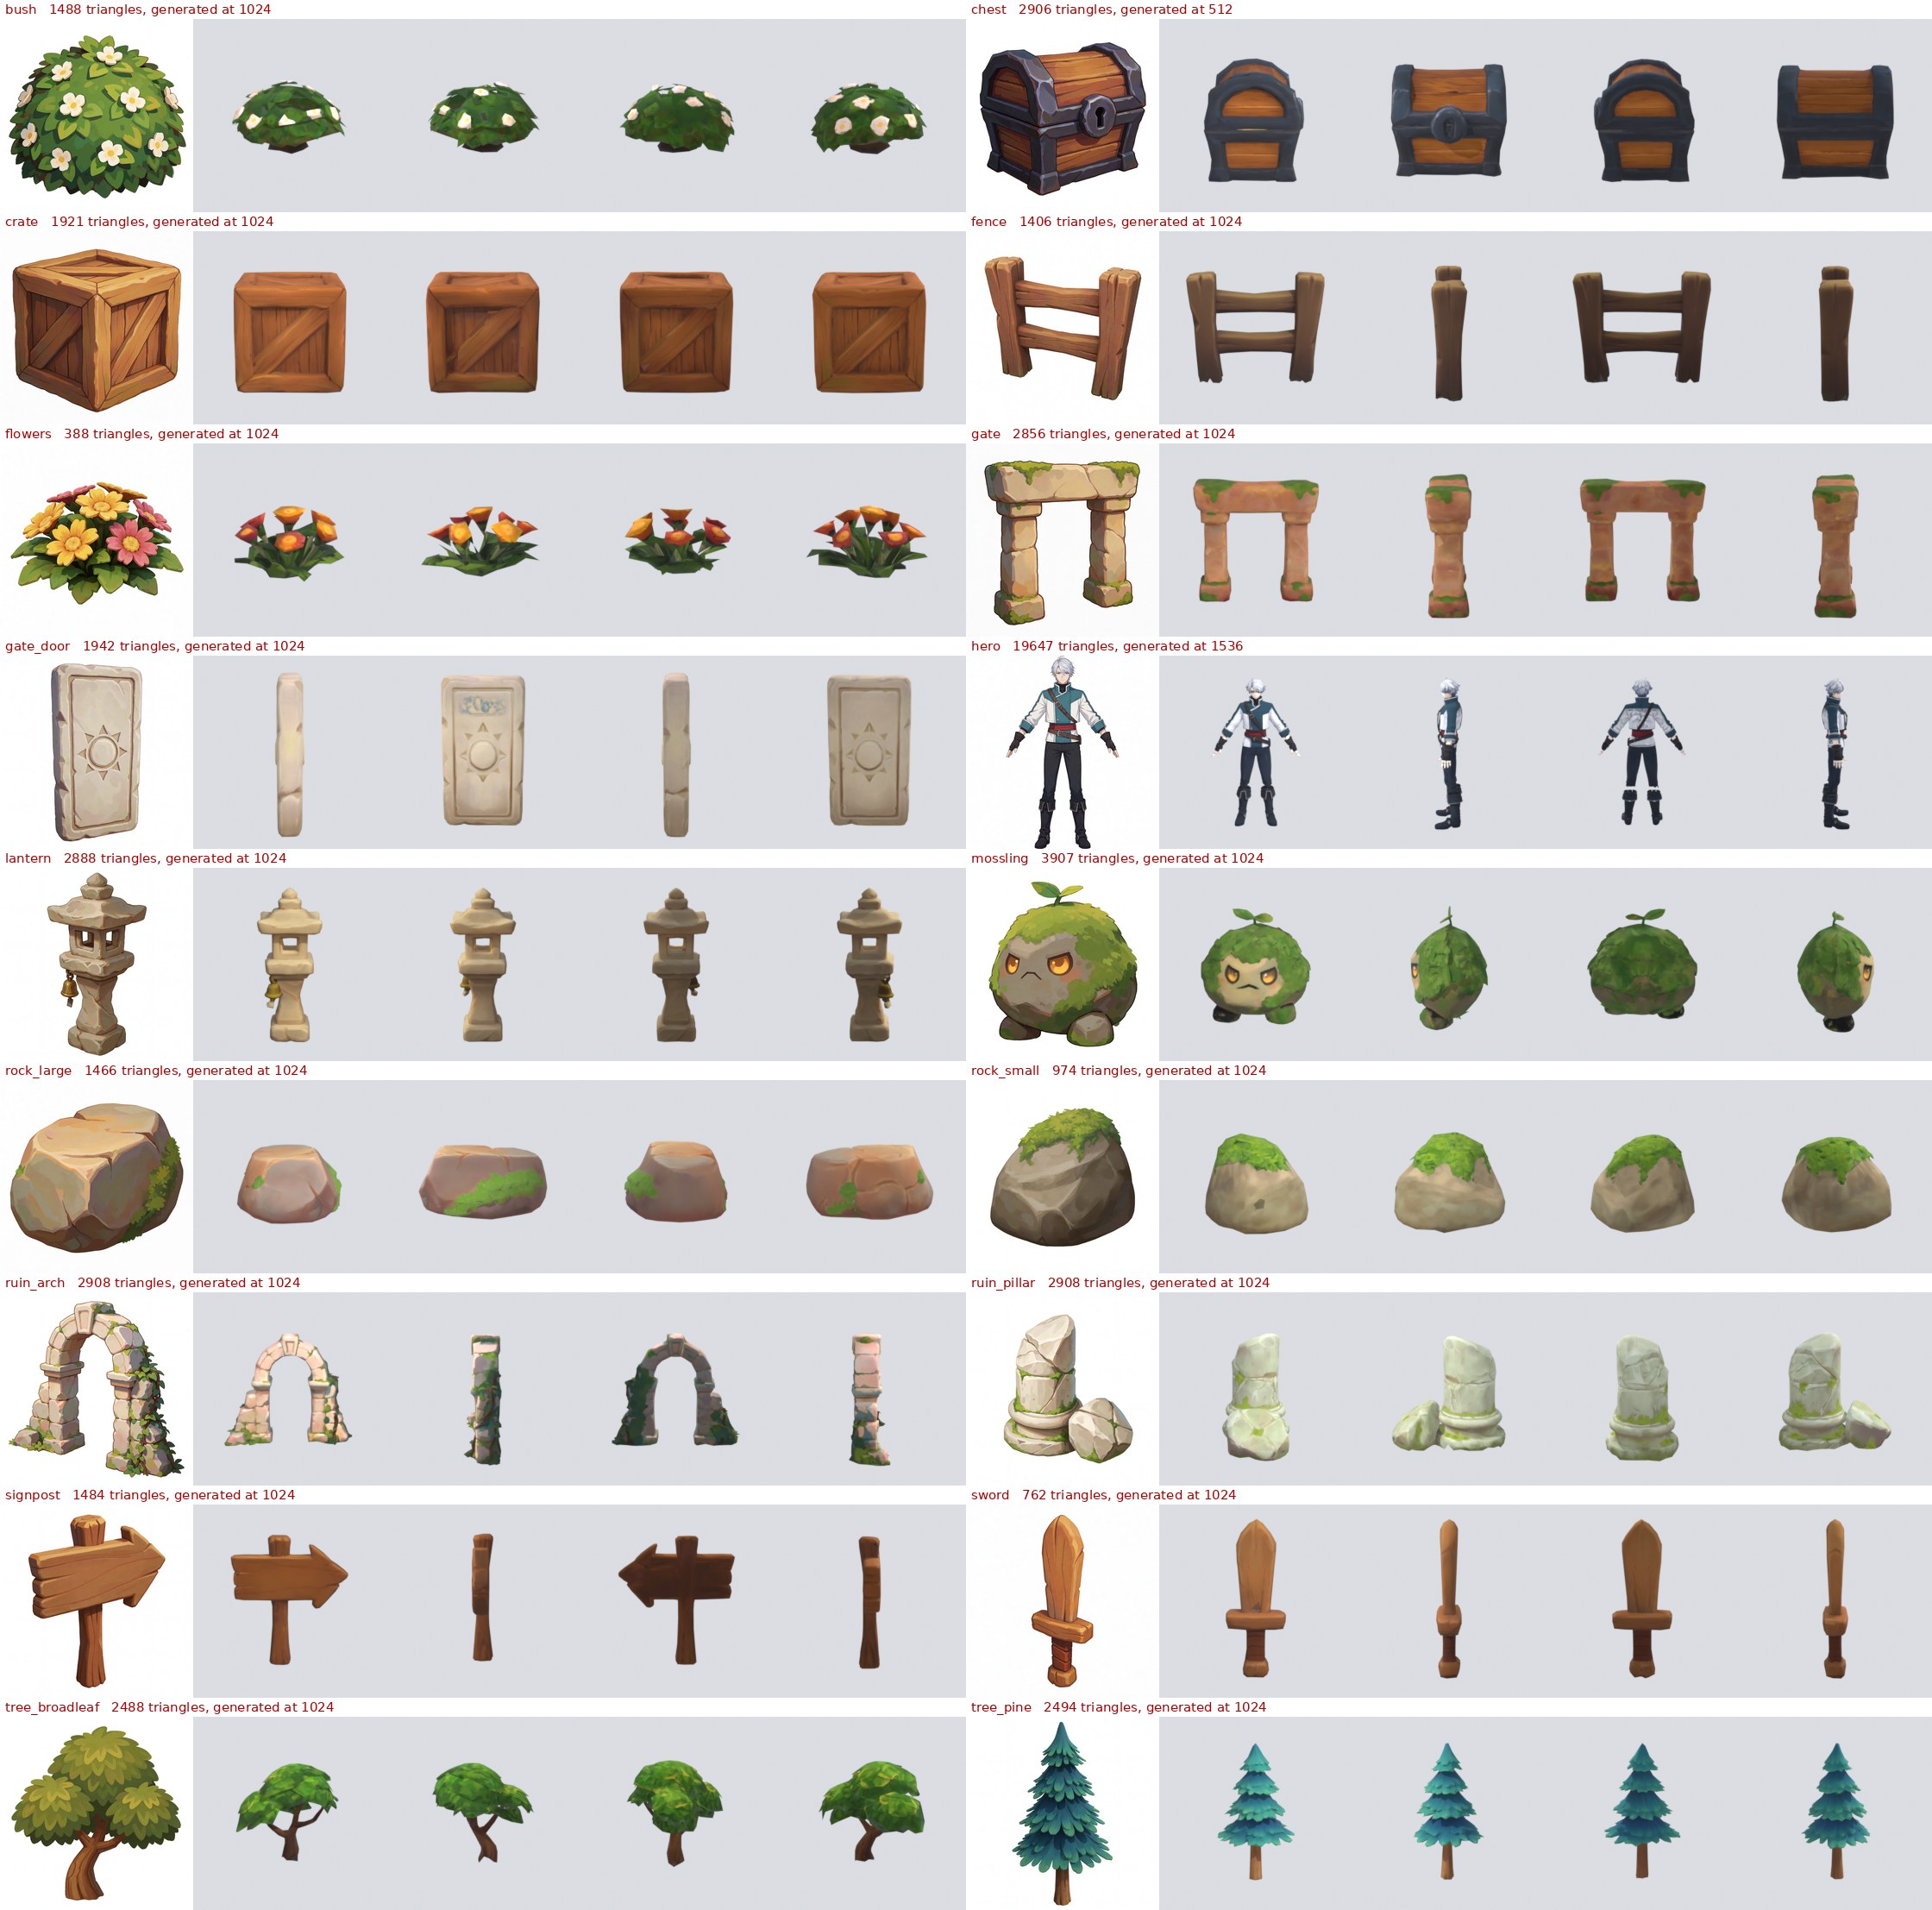 bush 1488 triangles, generated at 1024
chest 2906 triangles, generated at 512
crate 1921 triangles, generated at 1024
fence 1406 triangles, generated at 1024
flowers 388 triangles, generated at 1024
gate 2856 triangles, generated at 1024
gate_door 1942 triangles, generated at 1024
hero 19647 triangles, generated at 1536
lantern 2888 triangles, generated at 1024
mossling 3907 triangles, generated at 1024
rock_large 1466 triangles, generated at 1024
rock_small 974 triangles, generated at 1024
ruin_arch 2908 triangles, generated at 1024
ruin_pillar 2908 triangles, generated at 1024
signpost 1484 triangles, generated at 1024
sword 762 triangles, generated at 1024
tree_broadleaf 2488 triangles, generated at 1024
tree_pine 2494 triangles, generated at 1024